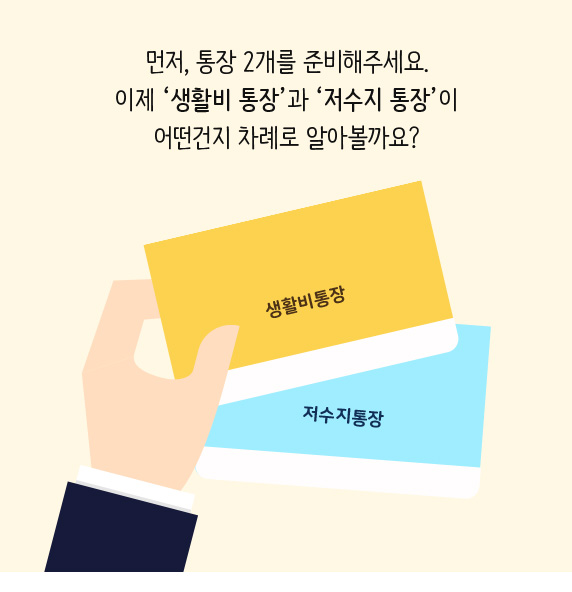 먼저, 통장 2개를 준비해주세요.
이제 ‘생활비 통장’과 ‘저수지 통장’이
어떤건지 차례로 알아볼까요?
생활비통장
저수지통장